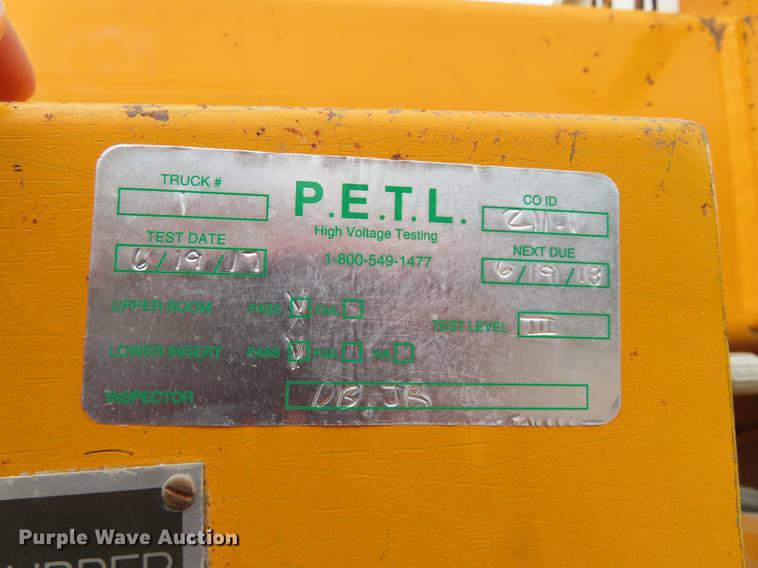 TRUCK #
P.E.T.L.
CO ID
High Voltage Testing
TEST DATE
6/19/17
1-800-549-1477
NEXT DUE
6/19/18
UPPER BOOM PASS FAIL
TEST LEVEL III
LOWER INSERT PASS FAIL NA
INSPECTOR DB JR
UPPER
Purple Wave Auction